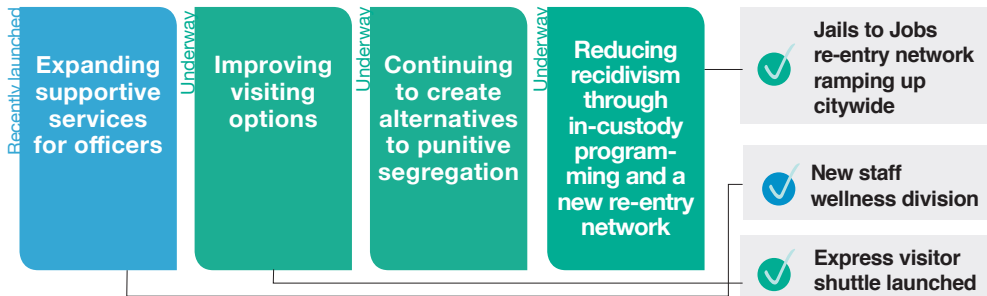 Recently launched
Expanding
supportive
services
for officers
Underway
Improving
visiting
options
Underway
Continuing
to create
alternatives
to punitive
segregation
Underway
Reducing
recidivism
through
in-custody
program-
ming and a
new re-entry
network
Jails to Jobs
re-entry network
ramping up
citywide
New staff
wellness division
Express visitor
shuttle launched